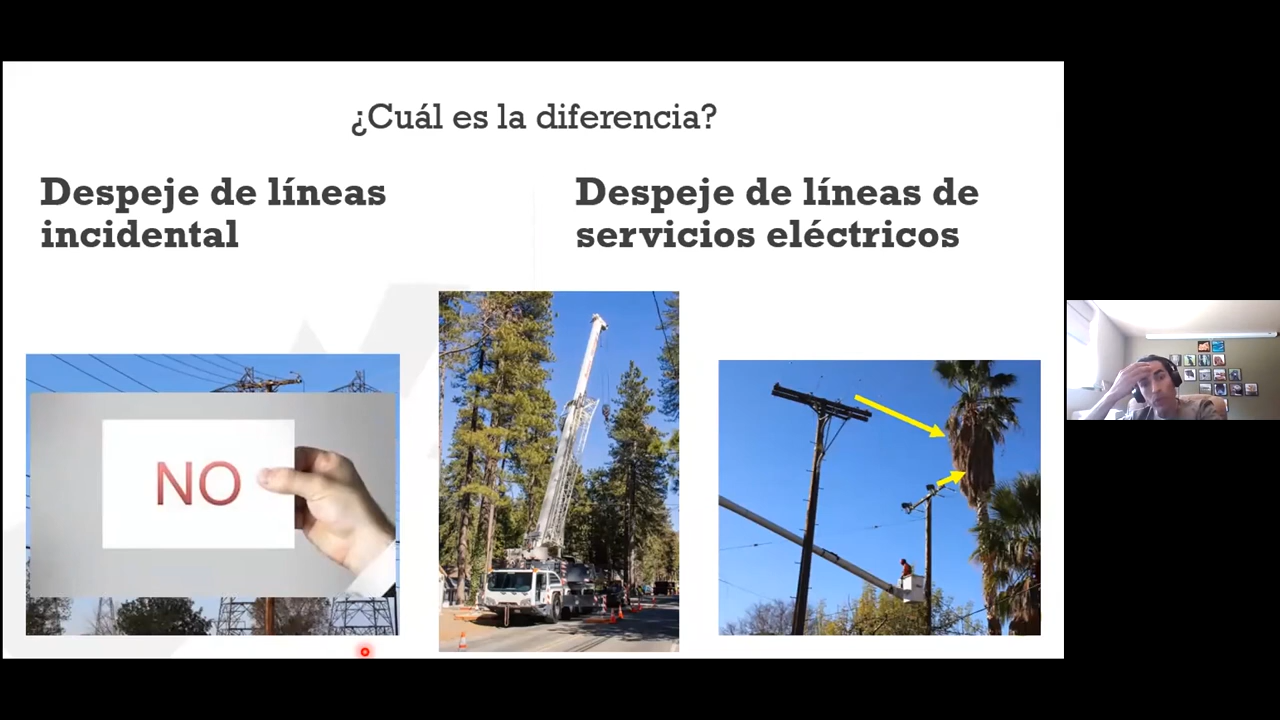 ¿Cuál es la diferencia?
Despeje de líneas
incidental
Despeje de líneas de
servicios eléctricos
NO